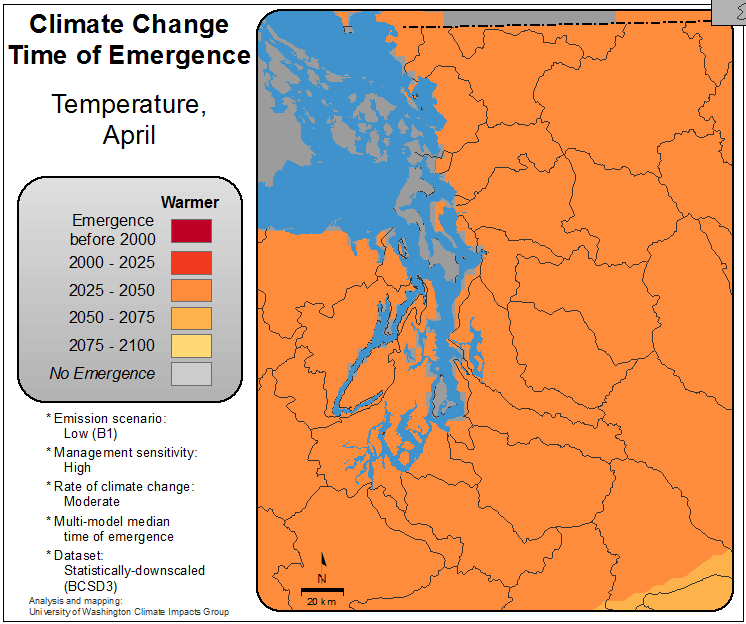 Climate Change
Time of Emergence
Temperature,
April
Warmer
Emergence
before 2000
2000 - 2025
2025 - 2050
2050 - 2075
2075 - 2100
No Emergence
* Emission scenario:
Low (B1)
* Management sensitivity:
High
* Rate of climate change:
Moderate
* Multi-model median
time of emergence
* Dataset:
Statistically-downscaled
(BCSD3)
Analysis and mapping:
University of Washington Climate Impacts Group
N
20 km